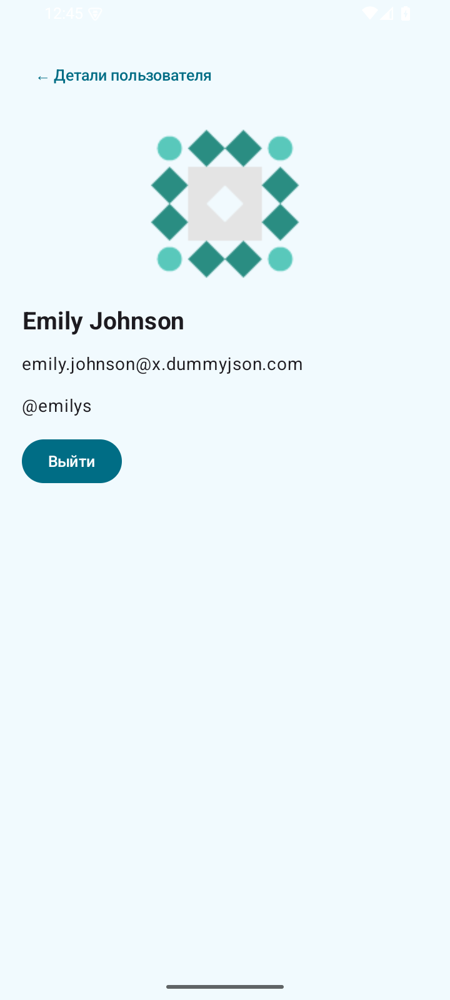 12:45
← Детали пользователя
Emily Johnson
emily.johnson@x.dummyjson.com
@emilys
Выйти